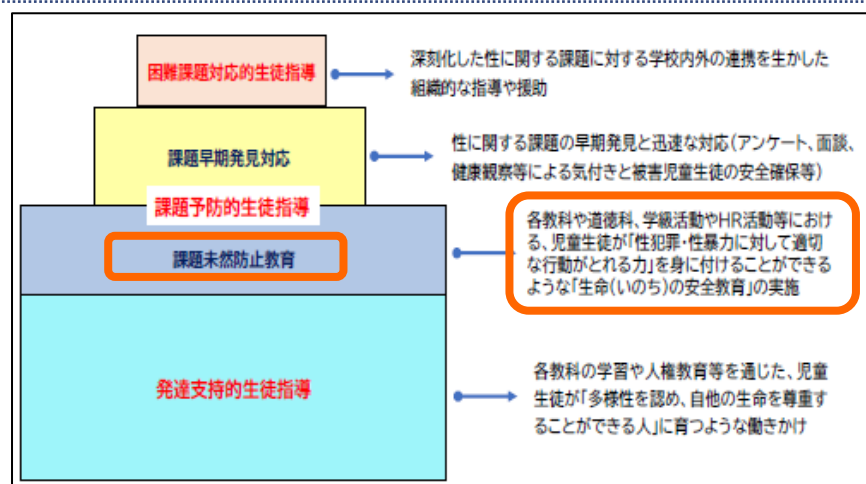 困難課題対応的生徒指導
深刻化した性に関する課題に対する学校内外の連携を生かした
組織的な指導や援助
課題早期発見対応
性に関する課題の早期発見と迅速な対応(アンケート、面談、
健康観察等による気付きと被害児童生徒の安全確保等)
課題予防的生徒指導
課題未然防止教育
各教科や道徳科、学級活動やHR活動等におけ
る、児童生徒が「性犯罪・性暴力に対して適切
な行動がとれる力」を身に付けることができる
ような「生命(いのち)の安全教育」の実施
発達支持的生徒指導
各教科の学習や人権教育等を通じた、児童
生徒が「多様性を認め、自他の生命を尊重す
ることができる人」に育つような働きかけ